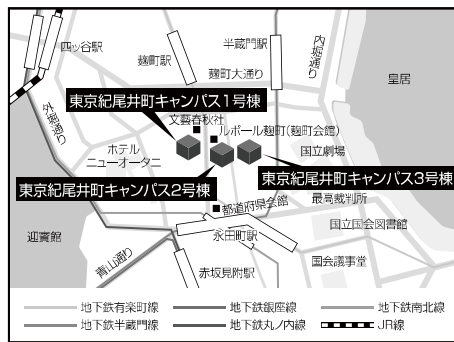 四ッ谷駅
麹町駅
半蔵門駅
内堀通り
皇居
麹町大通り
東京紀尾井町キャンパス1号棟
外堀通り
文藝春秋社
ルポール麹町(麹町会館)
ホテル
ニューオータニ
国立劇場
東京紀尾井町キャンパス2号棟
東京紀尾井町キャンパス3号棟
最高裁判所
都道府県会館
国立国会図書館
迎賓館
永田町駅
青山通り
国会議事堂
赤坂見附駅
地下鉄有楽町線
地下鉄銀座線
地下鉄南北線
地下鉄半蔵門線
地下鉄丸ノ内線
JR線